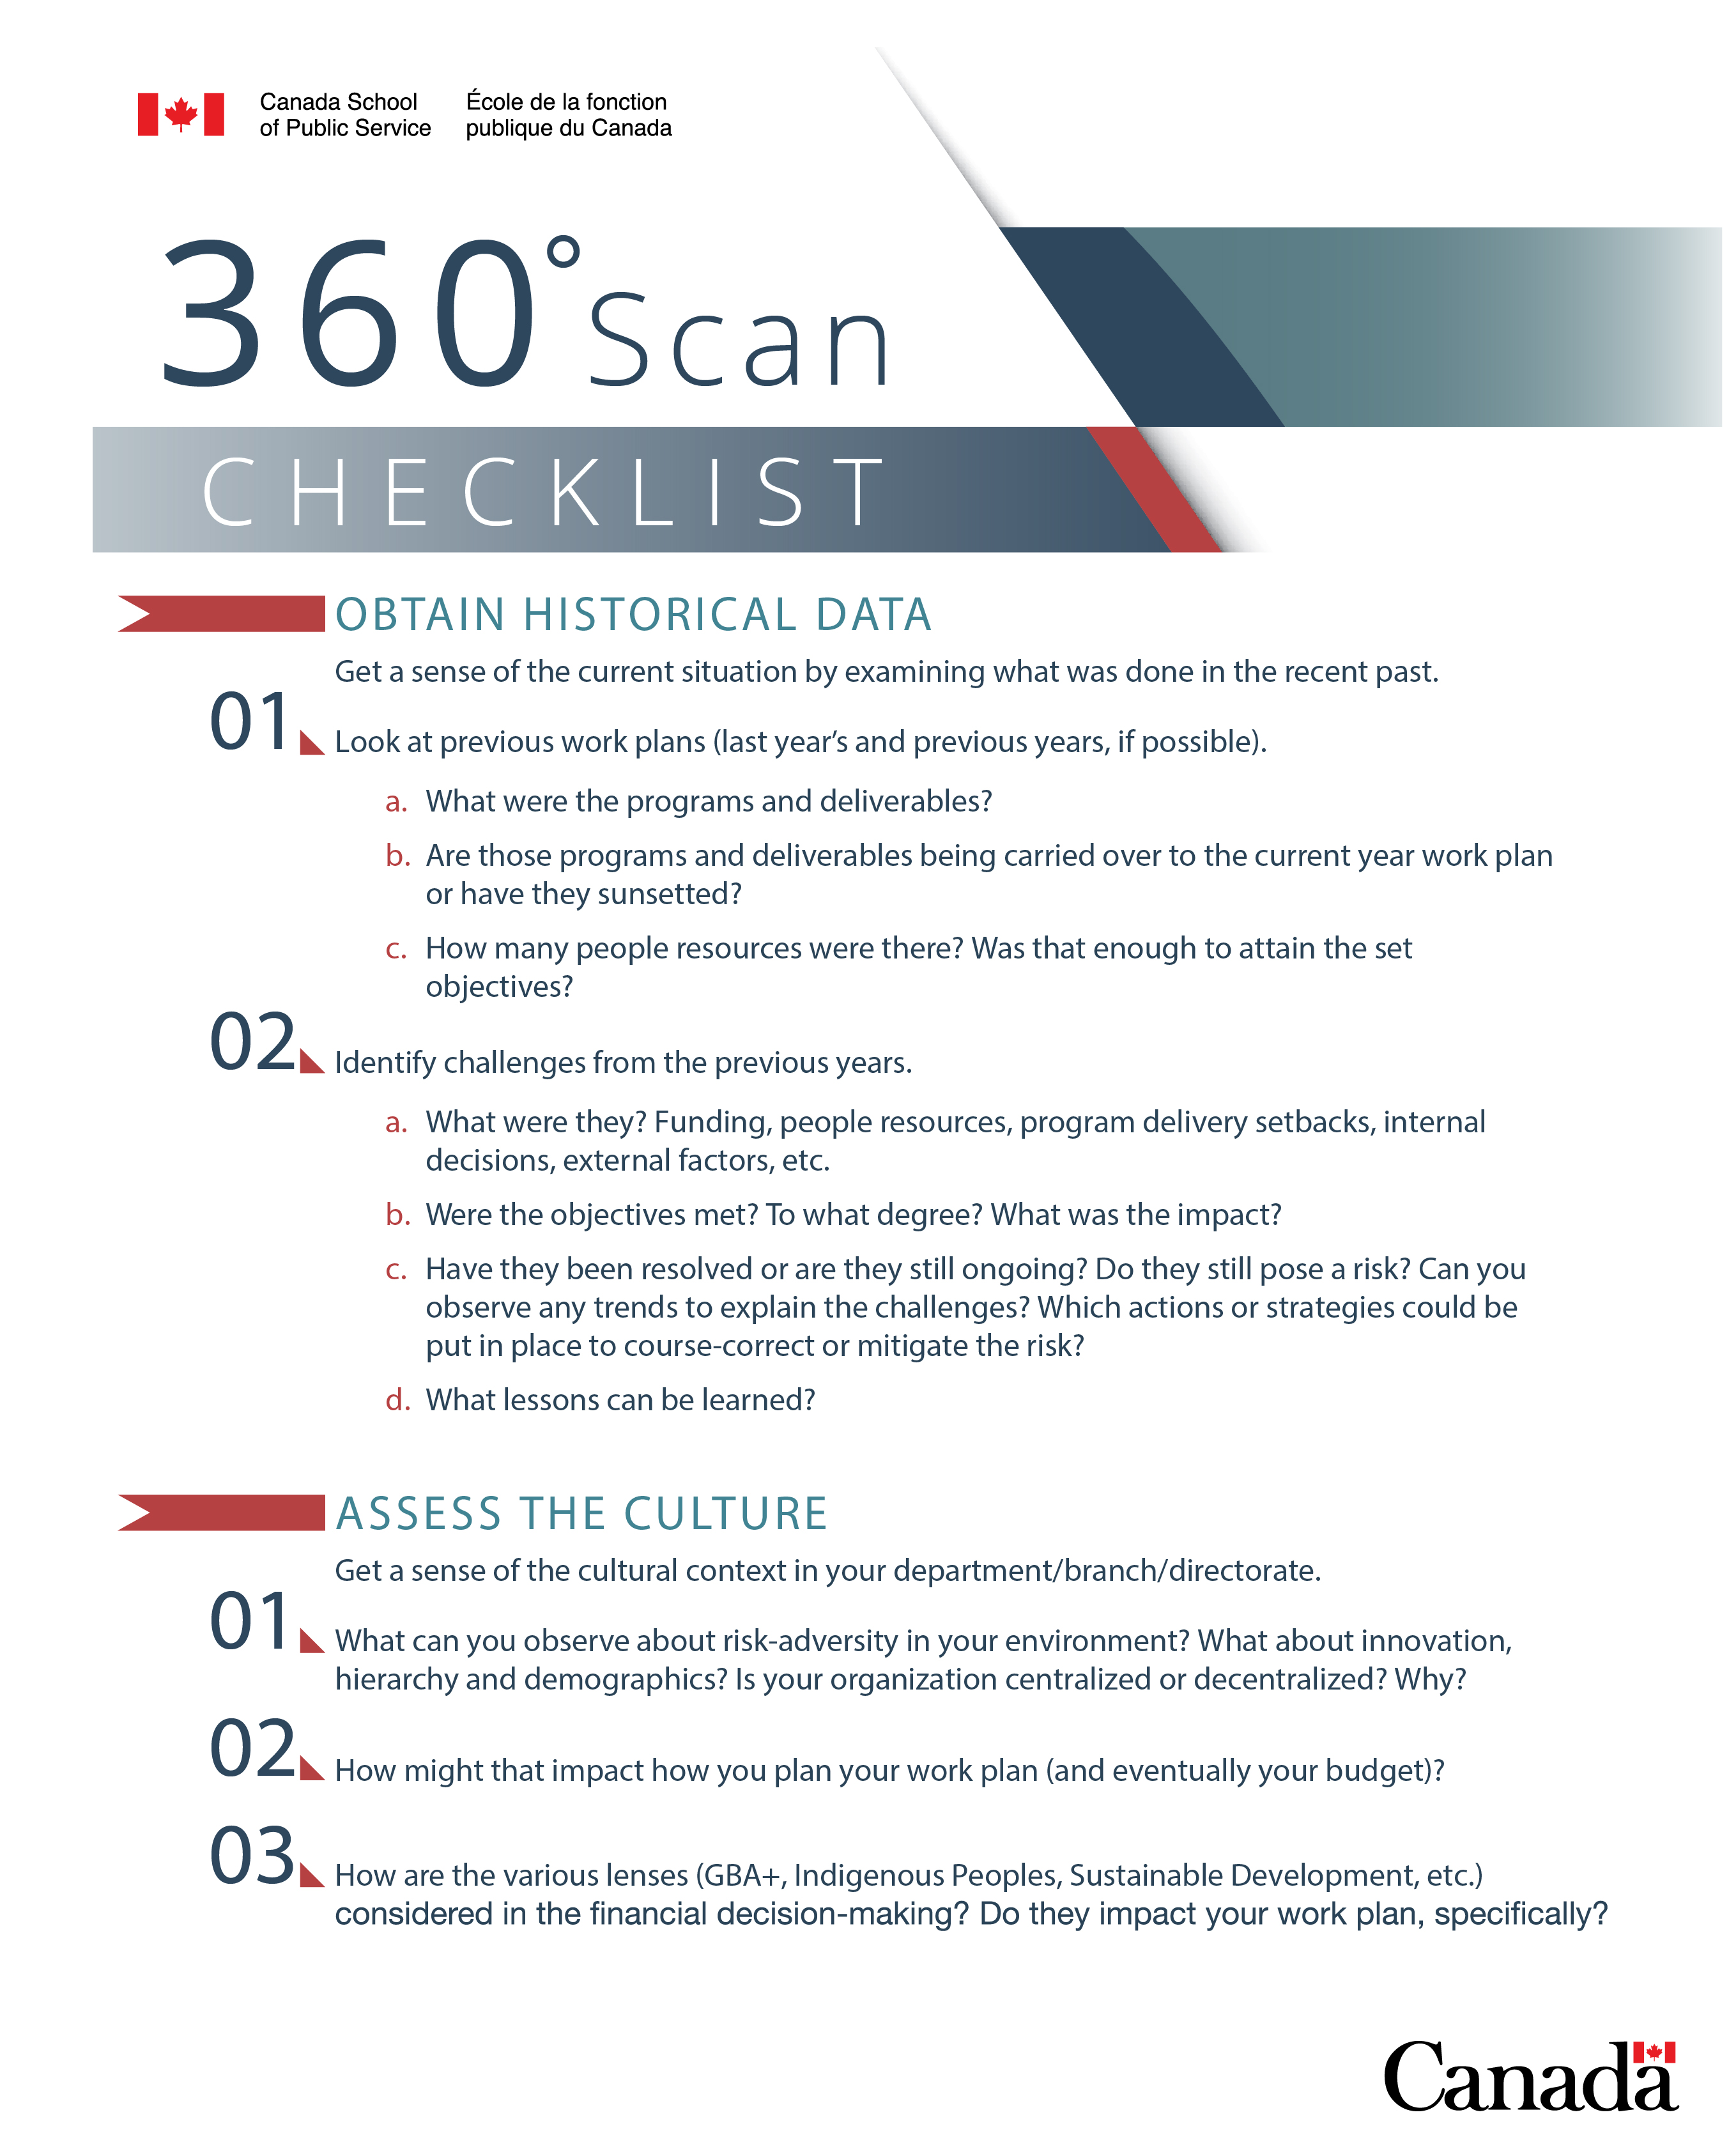 Canada School
of Public Service
École de la fonction
publique du Canada
360° Scan
CHECKLIST
OBTAIN HISTORICAL DATA
Get a sense of the current situation by examining what was done in the recent past.
01 Look at previous work plans (last year’s and previous years, if possible).
a. What were the programs and deliverables?
b. Are those programs and deliverables being carried over to the current year work plan
or have they sunsetted?
c. How many people resources were there? Was that enough to attain the set
objectives?
02 Identify challenges from the previous years.
a. What were they? Funding, people resources, program delivery setbacks, internal
decisions, external factors, etc.
b. Were the objectives met? To what degree? What was the impact?
c. Have they been resolved or are they still ongoing? Do they still pose a risk? Can you
observe any trends to explain the challenges? Which actions or strategies could be
put in place to course-correct or mitigate the risk?
d. What lessons can be learned?
ASSESS THE CULTURE
Get a sense of the cultural context in your department/branch/directorate.
01 What can you observe about risk-adversity in your environment? What about innovation,
hierarchy and demographics? Is your organization centralized or decentralized? Why?
02 How might that impact how you plan your work plan (and eventually your budget)?
03 How are the various lenses (GBA+, Indigenous Peoples, Sustainable Development, etc.)
considered in the financial decision-making? Do they impact your work plan, specifically?
Canada